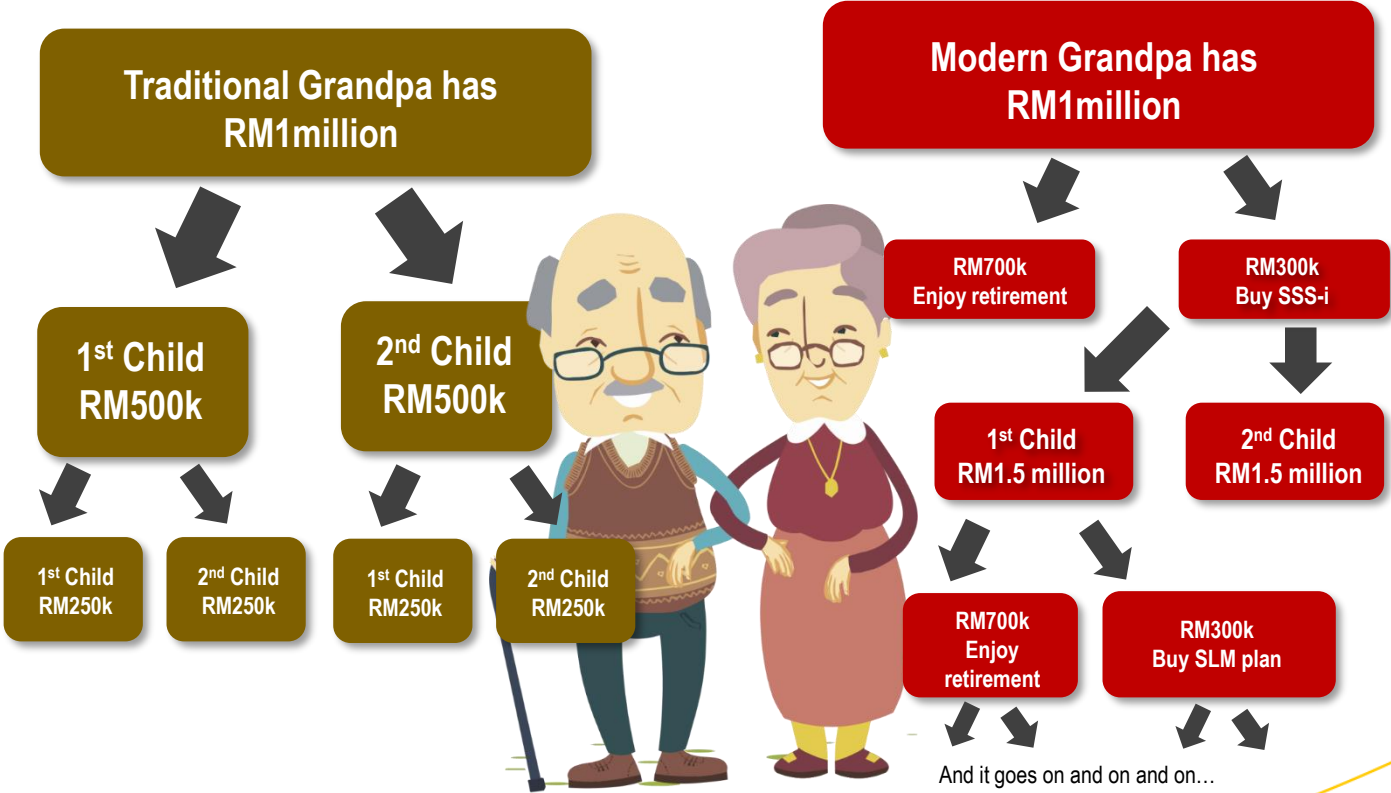 Traditional Grandpa has
RM1million
1st Child
RM500k
2nd Child
RM500k
1st Child
RM250k
2nd Child
RM250k
1st Child
RM250k
2nd Child
RM250k
Modern Grandpa has
RM1million
RM700k
Enjoy retirement
RM300k
Buy SSS-i
1st Child
RM1.5 million
2nd Child
RM1.5 million
RM700k
Enjoy
retirement
RM300k
Buy SLM plan
And it goes on and on and on…